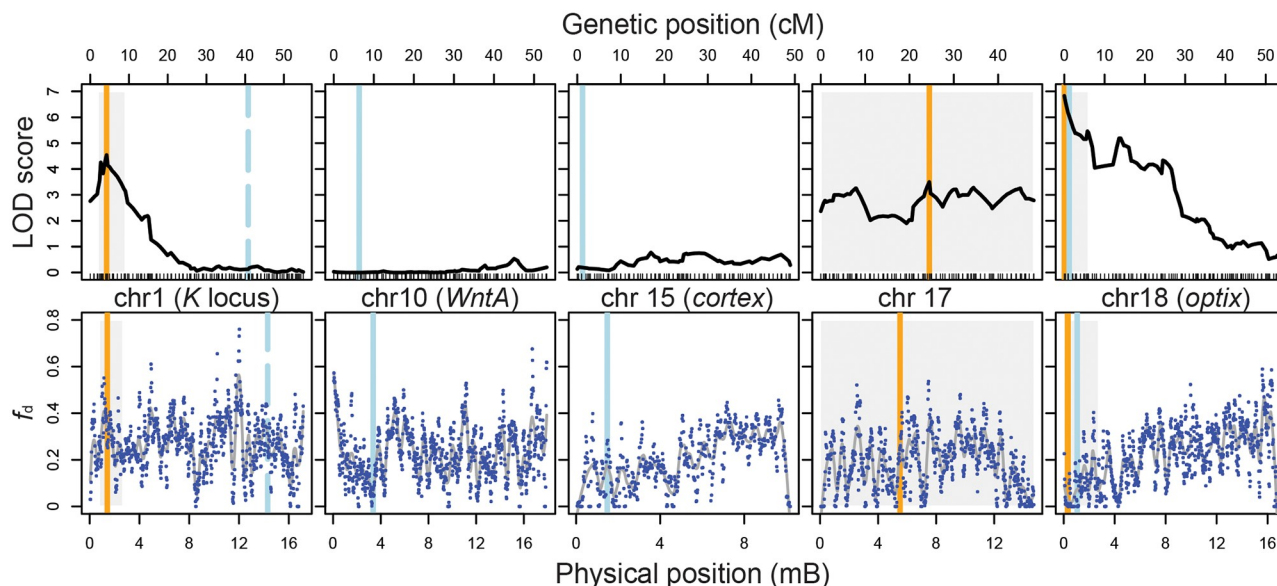 Genetic position (cM)
0 10 20 30 40 50 0 10 20 30 40 50 0 10 20 30 40 50 0 10 20 30 40 0 10 20 30 40 50
7
6
5
4
3
2
1
0
LOD score
chr1 (K locus) chr10 (WntA) chr 15 (cortex) chr 17 chr18 (optix)
0.8
0.6
0.4
0.2
0
fd
0 4 8 12 16 0 4 8 12 16 0 4 8 0 4 8 12 0 4 8 12 16
Physical position (mB)